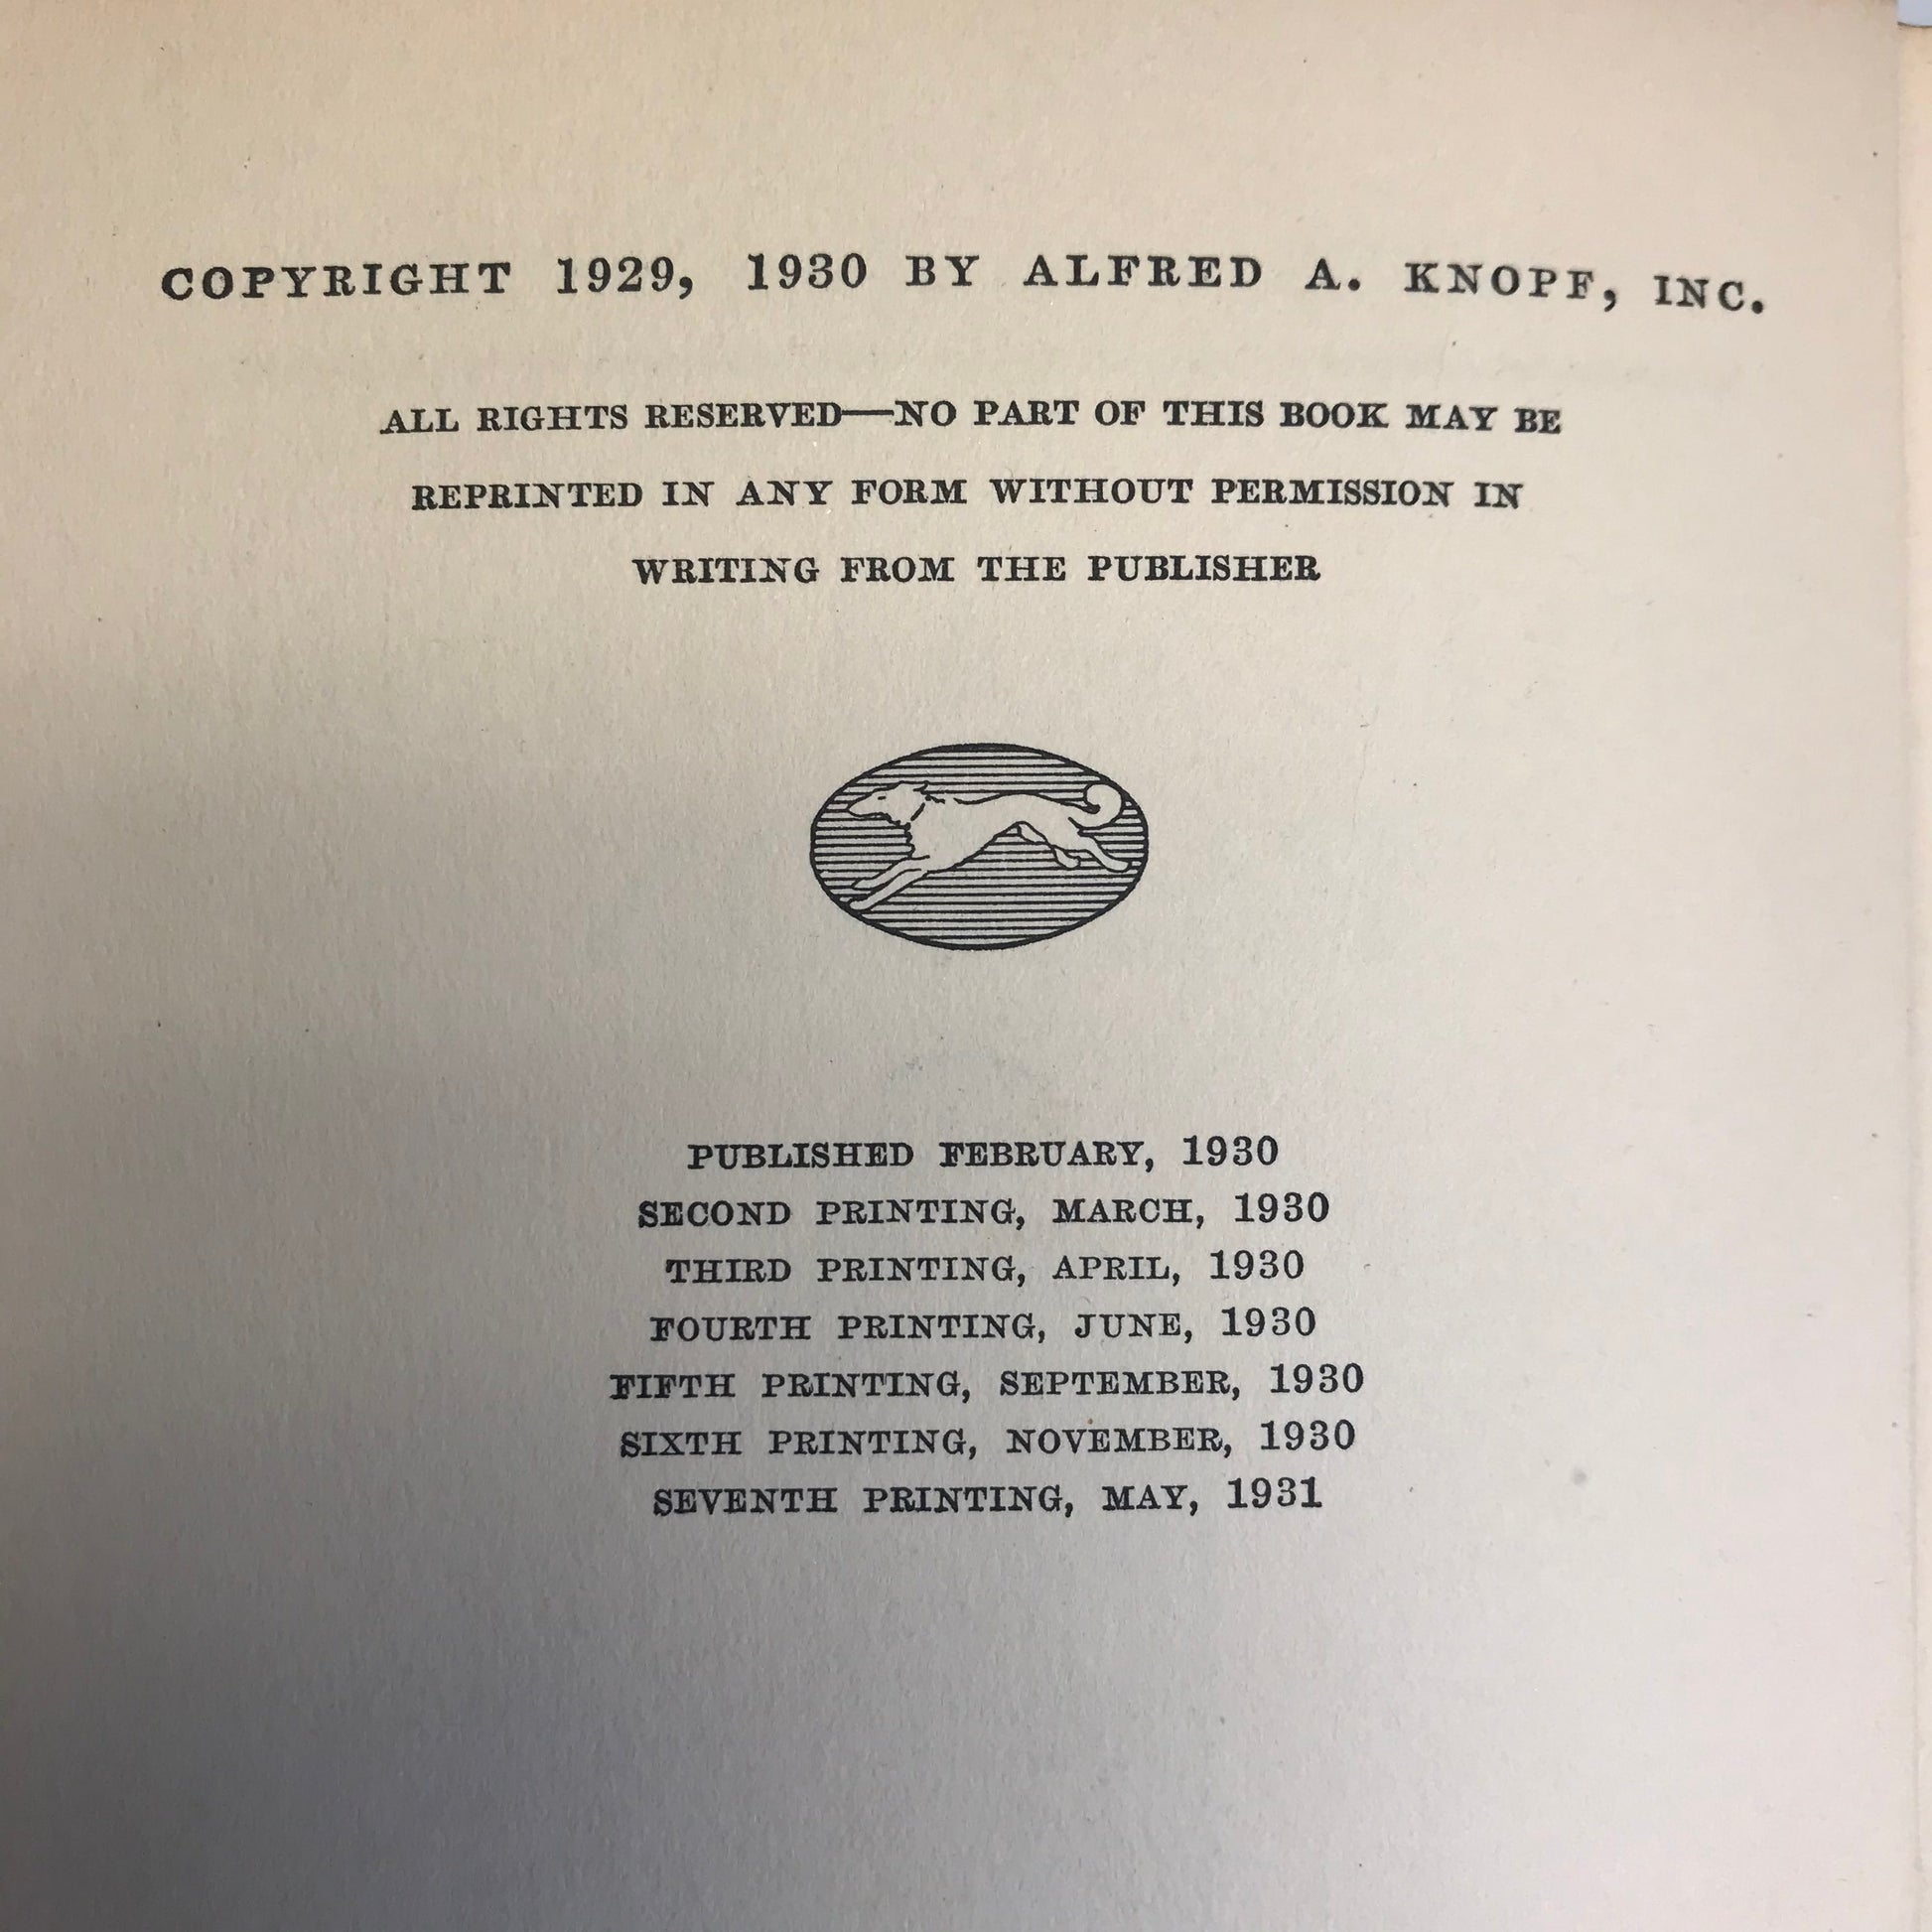 COPYRIGHT 1929, 1930 BY ALFRED A. KNOPF, INC.
ALL RIGHTS RESERVED—NO PART OF THIS BOOK MAY BE
REPRINTED IN ANY FORM WITHOUT PERMISSION IN
WRITING FROM THE PUBLISHER
PUBLISHED FEBRUARY, 1930
SECOND PRINTING, MARCH, 1930
THIRD PRINTING, APRIL, 1930
FOURTH PRINTING, JUNE, 1930
FIFTH PRINTING, SEPTEMBER, 1930
SIXTH PRINTING, NOVEMBER, 1930
SEVENTH PRINTING, MAY, 1931